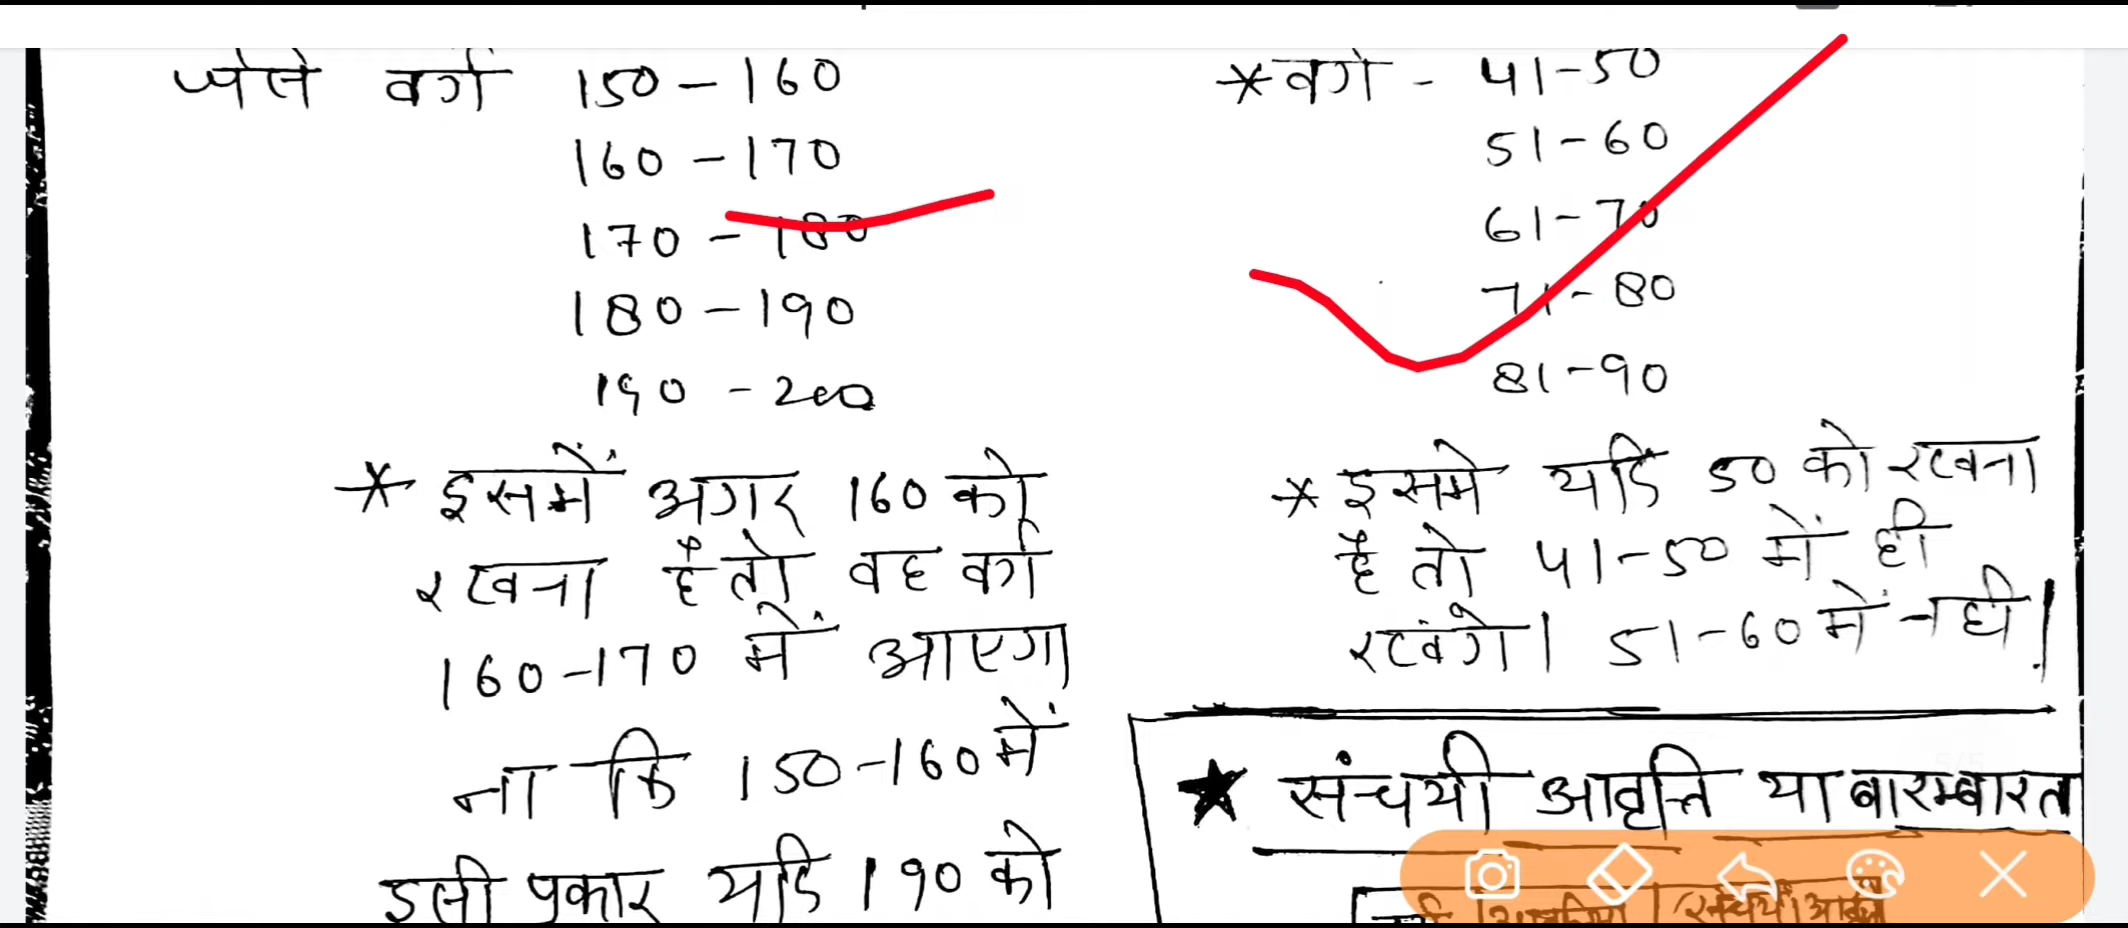 जैसे वर्ग 150-160
160-170
170-180
180-190
190-200
* इसमें अगर 160 को
रखना है तो वह वर्ग
160-170 में आएगा
ना कि 150-160 में
इसी प्रकार यदि 190 को
* वर्ग - 41-50
51-60
61-70
71-80
81-90
* इसमे यदि 50 को रखना
है तो 41-50 में ही
रखेंगे। 51-60 में नही।
★ संचयी आवृत्ति या बारम्बारत
5/5